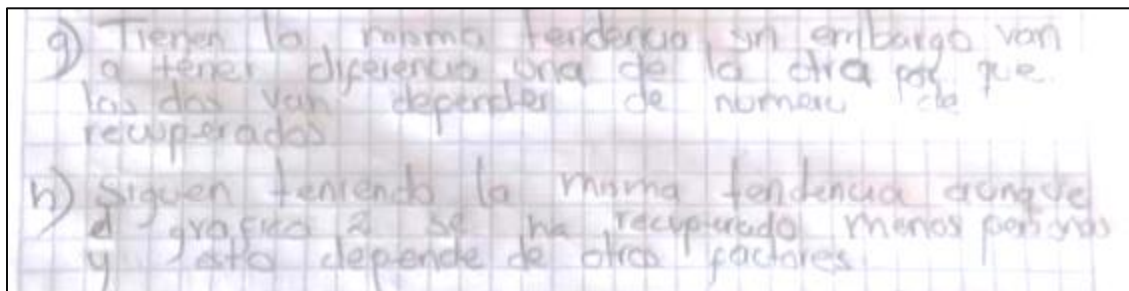 g) Tienen la misma tendencia sin embargo van
a tener diferencia una de la otra por que
las dos van depender de numero de
recuperados
h) Siguen teniendo la misma tendencia aunque
el grafico 2 se ha recuperado menos personas
y esto depende de otros factores